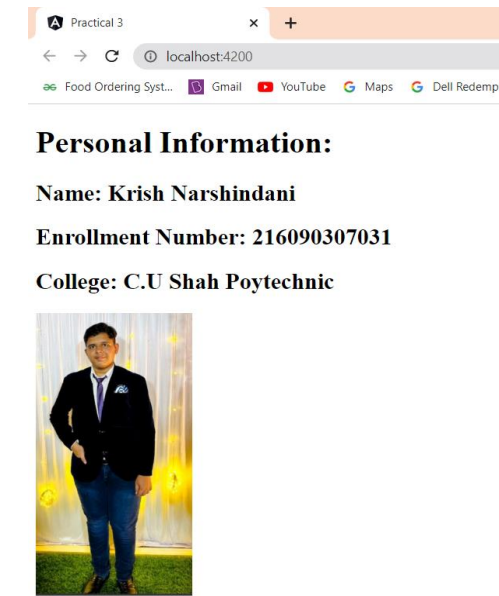 Practical 3
localhost:4200
Food Ordering Syst... Gmail YouTube Maps Dell Redemp
Personal Information:
Name: Krish Narshindani
Enrollment Number: 216090307031
College: C.U Shah Poytechnic